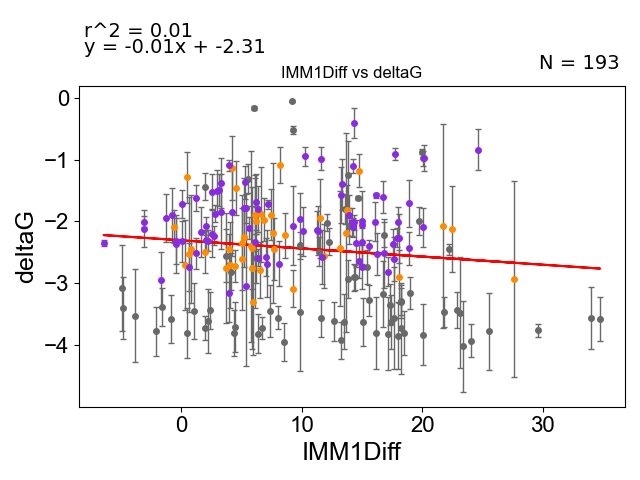 r^2 = 0.01
y = -0.01x + -2.31
N = 193
IMM1Diff vs deltaG
0
−1
−2
−3
−4
deltaG
0 10 20 30
IMM1Diff